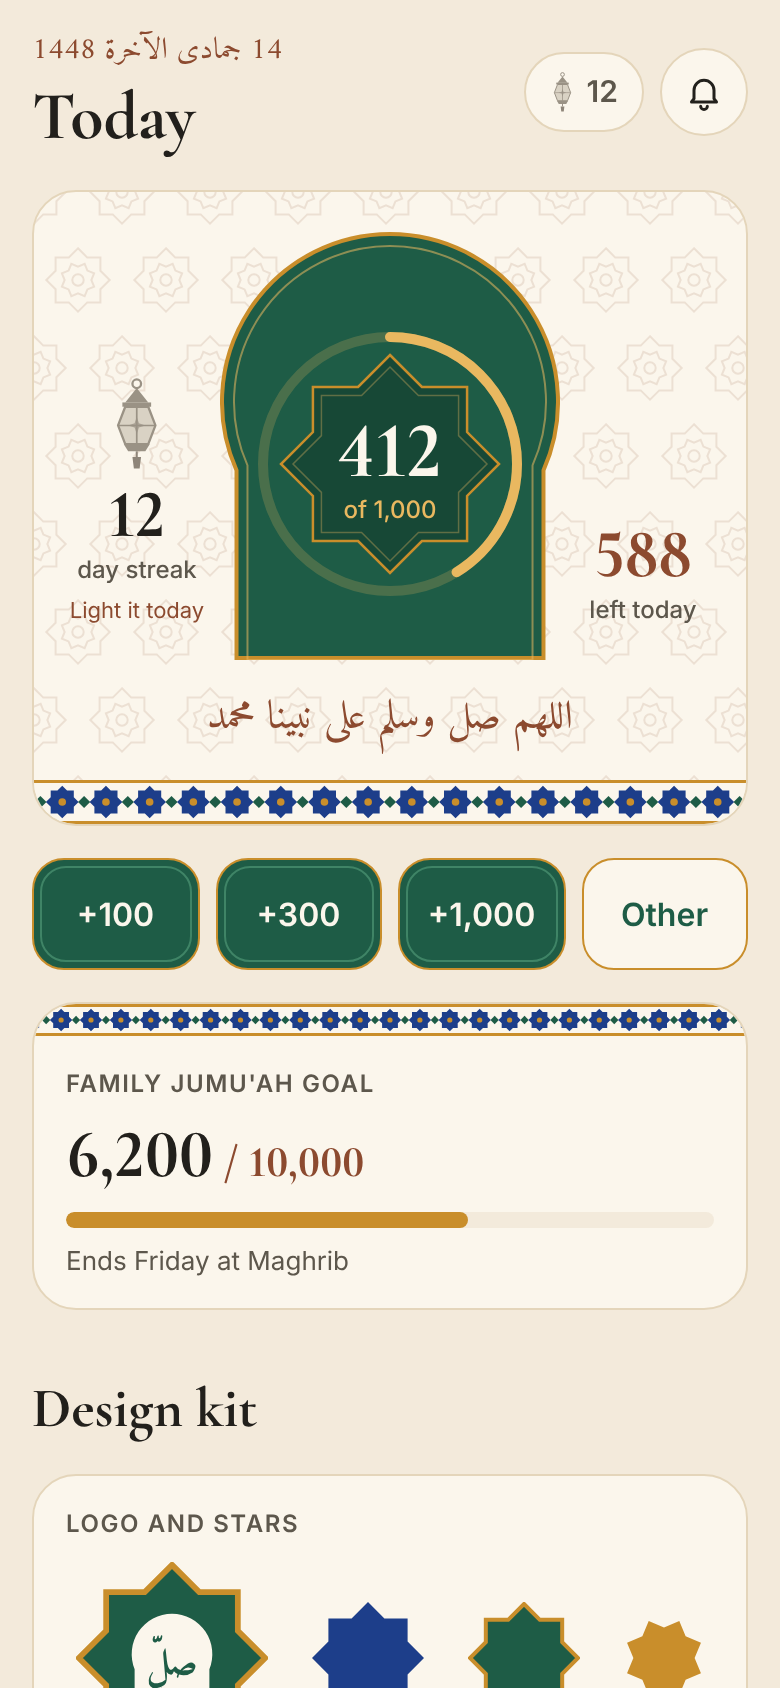 14 جمادى الآخرة 1448
Today
12
412
of 1,000
12
day streak
Light it today
588
left today
اللهم صل وسلم على نبينا محمد
+100
+300
+1,000
Other
FAMILY JUMU'AH GOAL
6,200 / 10,000
Ends Friday at Maghrib
Design kit
LOGO AND STARS
صلّ